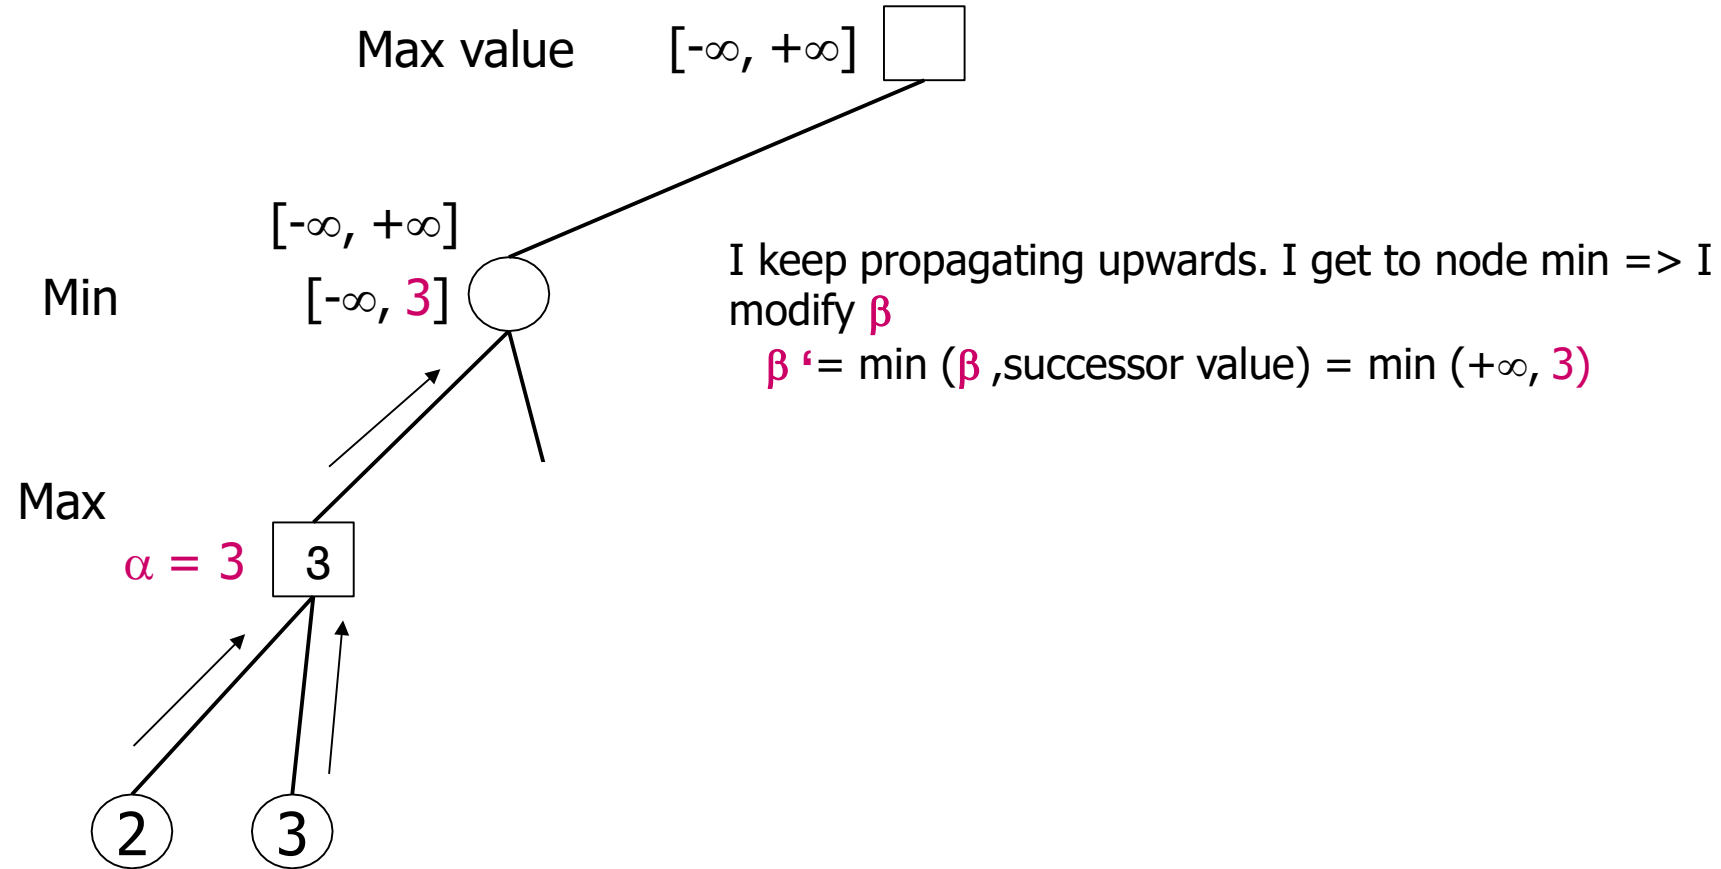 Max value [-∞, +∞]
[-∞, +∞]
Min [-∞, 3]
I keep propagating upwards. I get to node min => I
modify β
β ‘= min (β ,successor value) = min (+∞, 3)
Max
α = 3 3
2 3